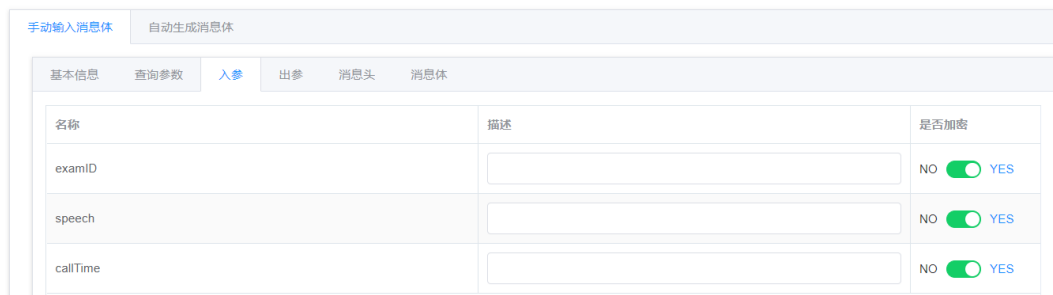 手动输入消息体 自动生成消息体
基本信息 查询参数 入参 出参 消息头 消息体
名称 描述 是否加密
examID NO YES
speech NO YES
callTime NO YES